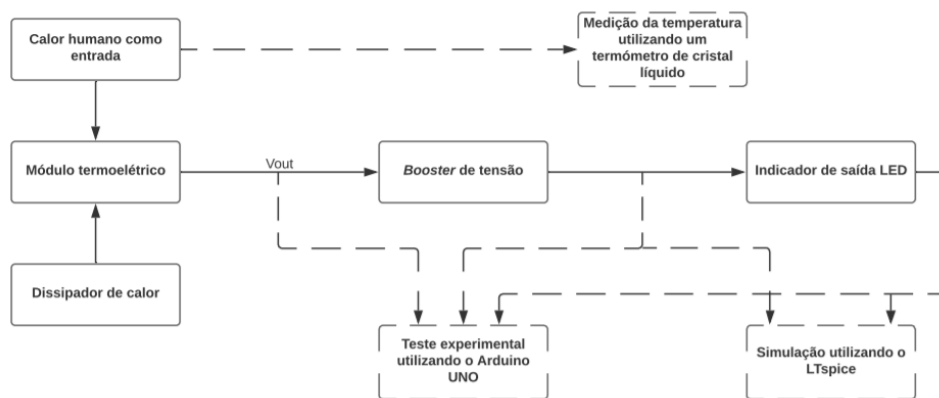 Calor humano como
entrada
Medição da temperatura
utilizando um
termómetro de cristal
líquido
Módulo termoelétrico
Vout
Booster de tensão
Indicador de saída LED
Dissipador de calor
Teste experimental
utilizando o Arduino
UNO
Simulação utilizando o
LTspice